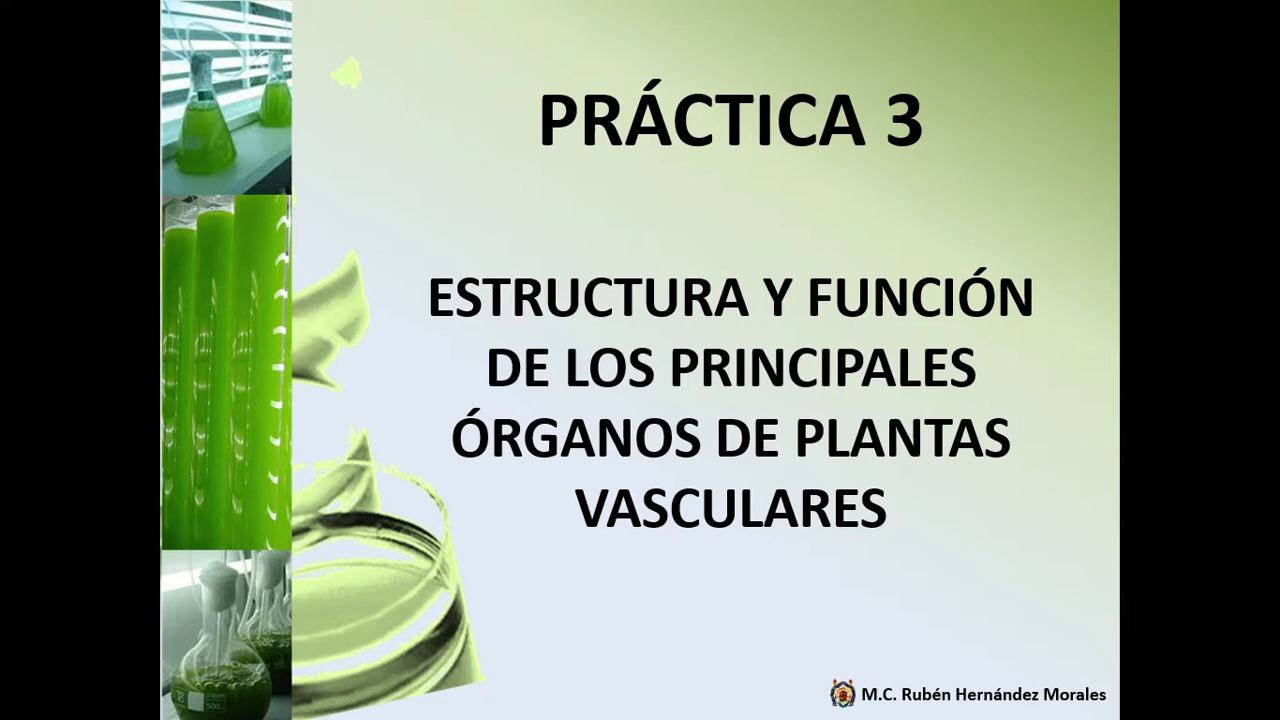 PRÁCTICA 3
ESTRUCTURA Y FUNCIÓN
DE LOS PRINCIPALES
ÓRGANOS DE PLANTAS
VASCULARES
M.C. Rubén Hernández Morales